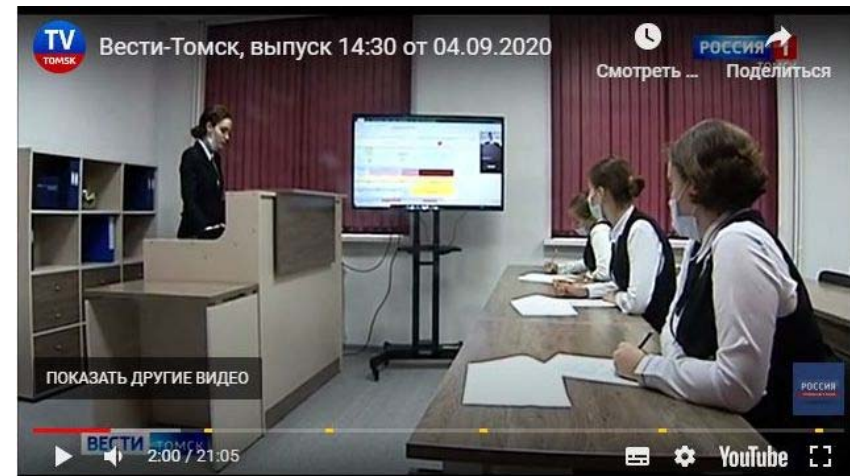 TV
TOMSK
Вести-Томск, выпуск 14:30 от 04.09.2020
РОССИЯ 1
Смотреть ...
Поделиться
ПОКАЗАТЬ ДРУГИЕ ВИДЕО
РОССИЯ
ВЕСТИ ТОМСК
2:00 / 21:05
YouTube